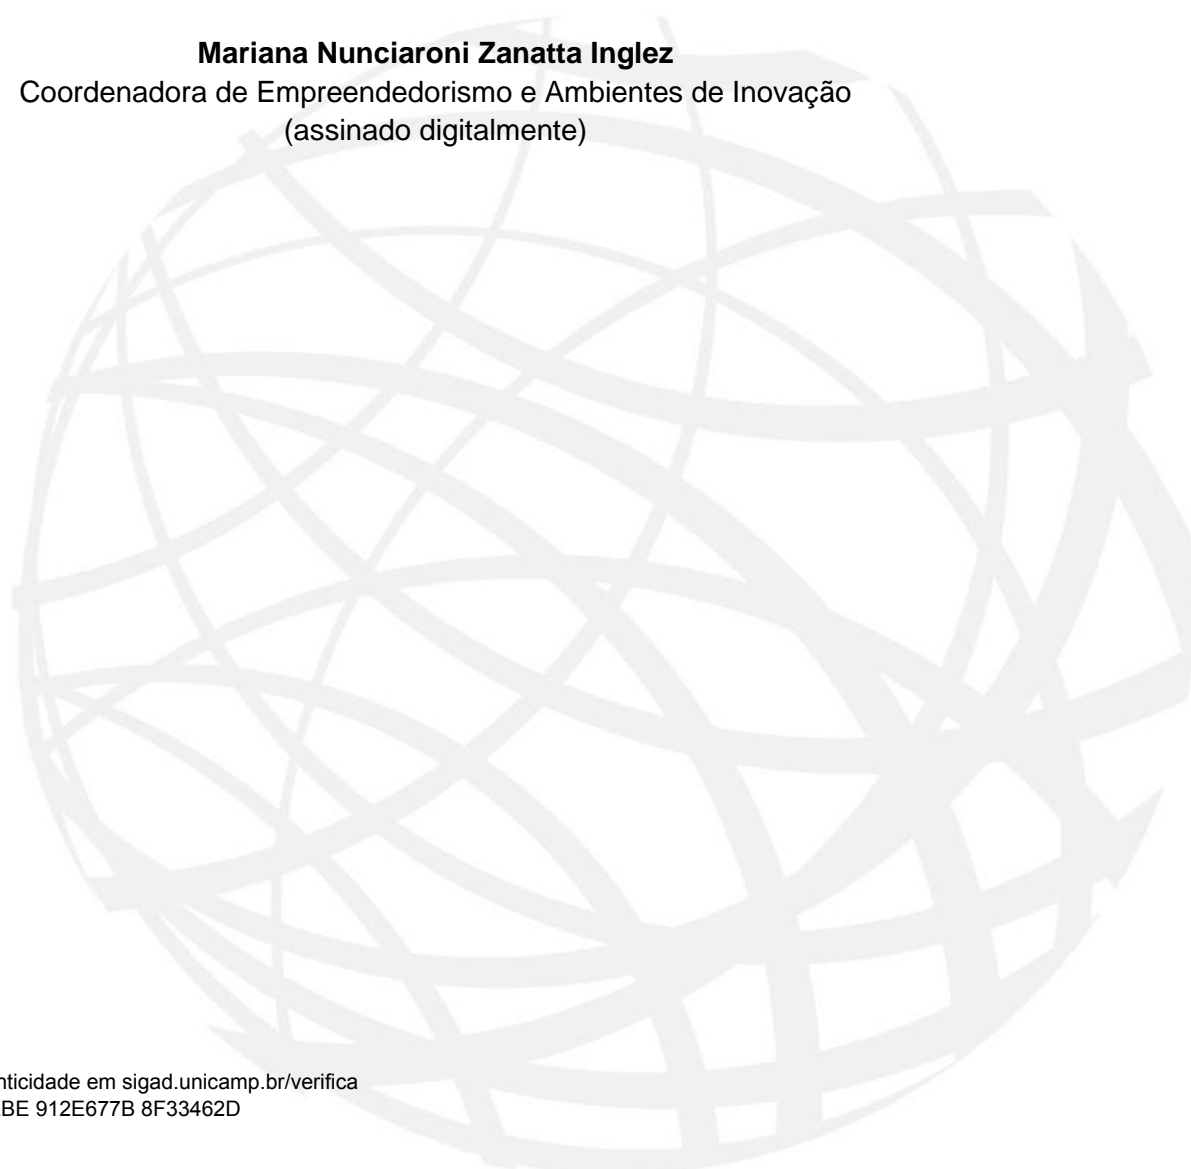 Mariana Nunciaroni Zanatta Inglez
Coordenadora de Empreendedorismo e Ambientes de Inovação
(assinado digitalmente)
nticidade em sigad.unicamp.br/verifica
BE 912E677B 8F33462D